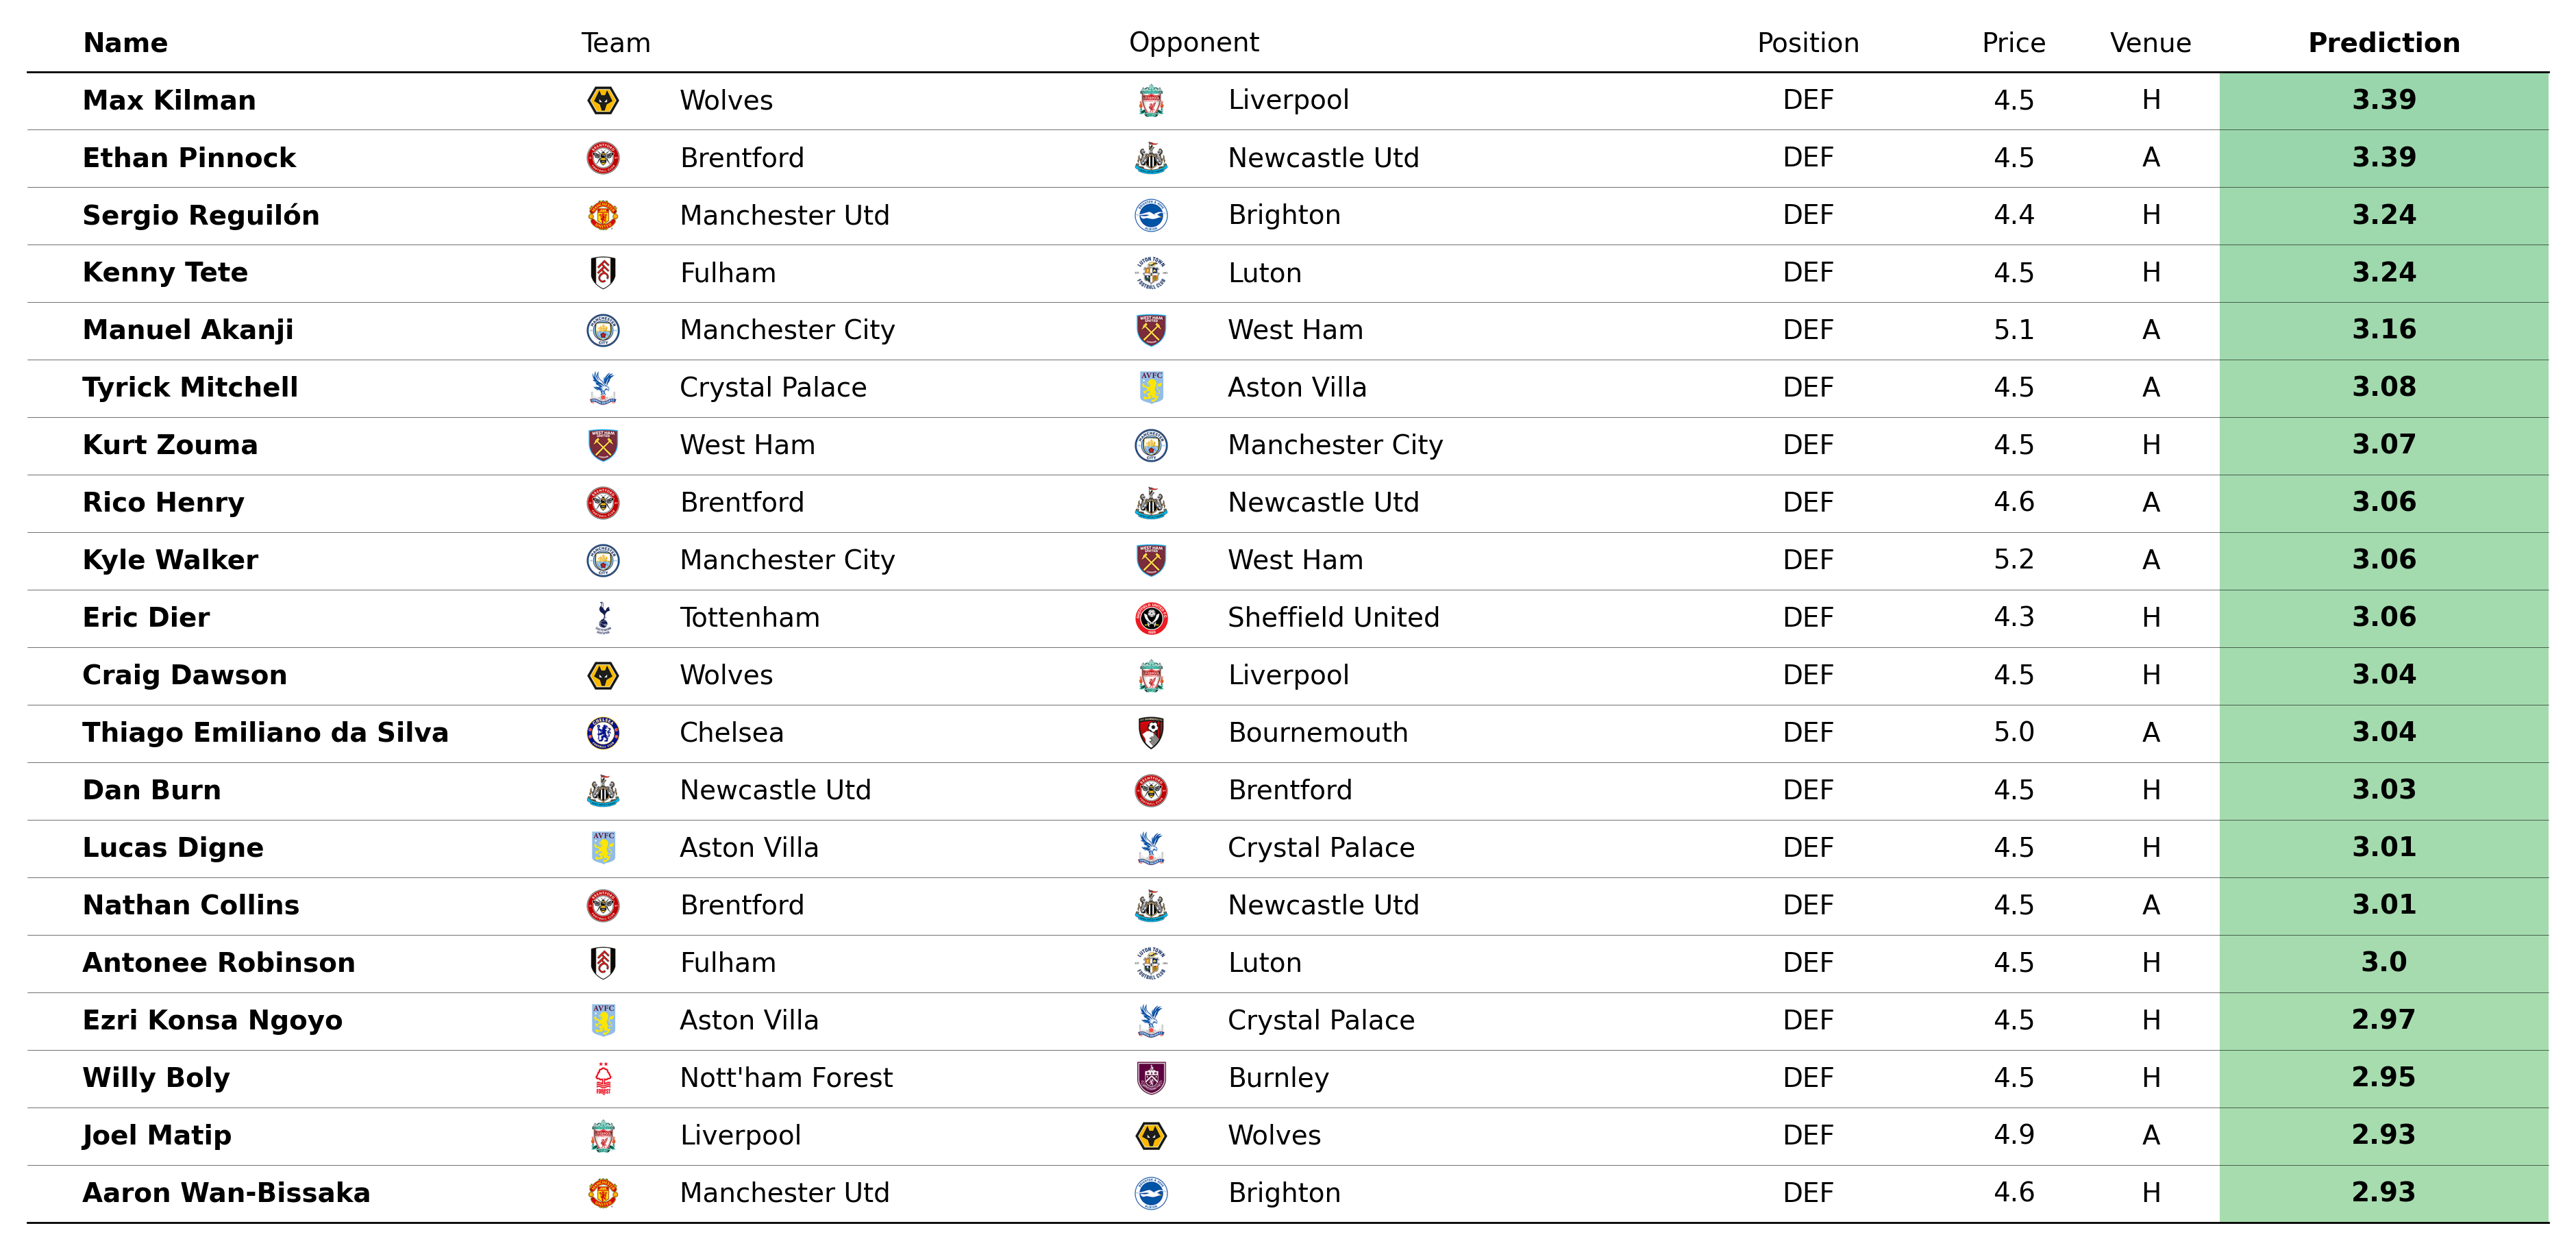 Name Team Opponent Position Price Venue Prediction
Max Kilman Wolves Liverpool DEF 4.5 H 3.39
Ethan Pinnock Brentford Newcastle Utd DEF 4.5 A 3.39
Sergio Reguilón Manchester Utd Brighton DEF 4.4 H 3.24
Kenny Tete Fulham Luton DEF 4.5 H 3.24
Manuel Akanji Manchester City West Ham DEF 5.1 A 3.16
Tyrick Mitchell Crystal Palace Aston Villa DEF 4.5 A 3.08
Kurt Zouma West Ham Manchester City DEF 4.5 H 3.07
Rico Henry Brentford Newcastle Utd DEF 4.6 A 3.06
Kyle Walker Manchester City West Ham DEF 5.2 A 3.06
Eric Dier Tottenham Sheffield United DEF 4.3 H 3.06
Craig Dawson Wolves Liverpool DEF 4.5 H 3.04
Thiago Emiliano da Silva Chelsea Bournemouth DEF 5.0 A 3.04
Dan Burn Newcastle Utd Brentford DEF 4.5 H 3.03
Lucas Digne Aston Villa Crystal Palace DEF 4.5 H 3.01
Nathan Collins Brentford Newcastle Utd DEF 4.5 A 3.01
Antonee Robinson Fulham Luton DEF 4.5 H 3.0
Ezri Konsa Ngoyo Aston Villa Crystal Palace DEF 4.5 H 2.97
Willy Boly Nott'ham Forest Burnley DEF 4.5 H 2.95
Joel Matip Liverpool Wolves DEF 4.9 A 2.93
Aaron Wan-Bissaka Manchester Utd Brighton DEF 4.6 H 2.93